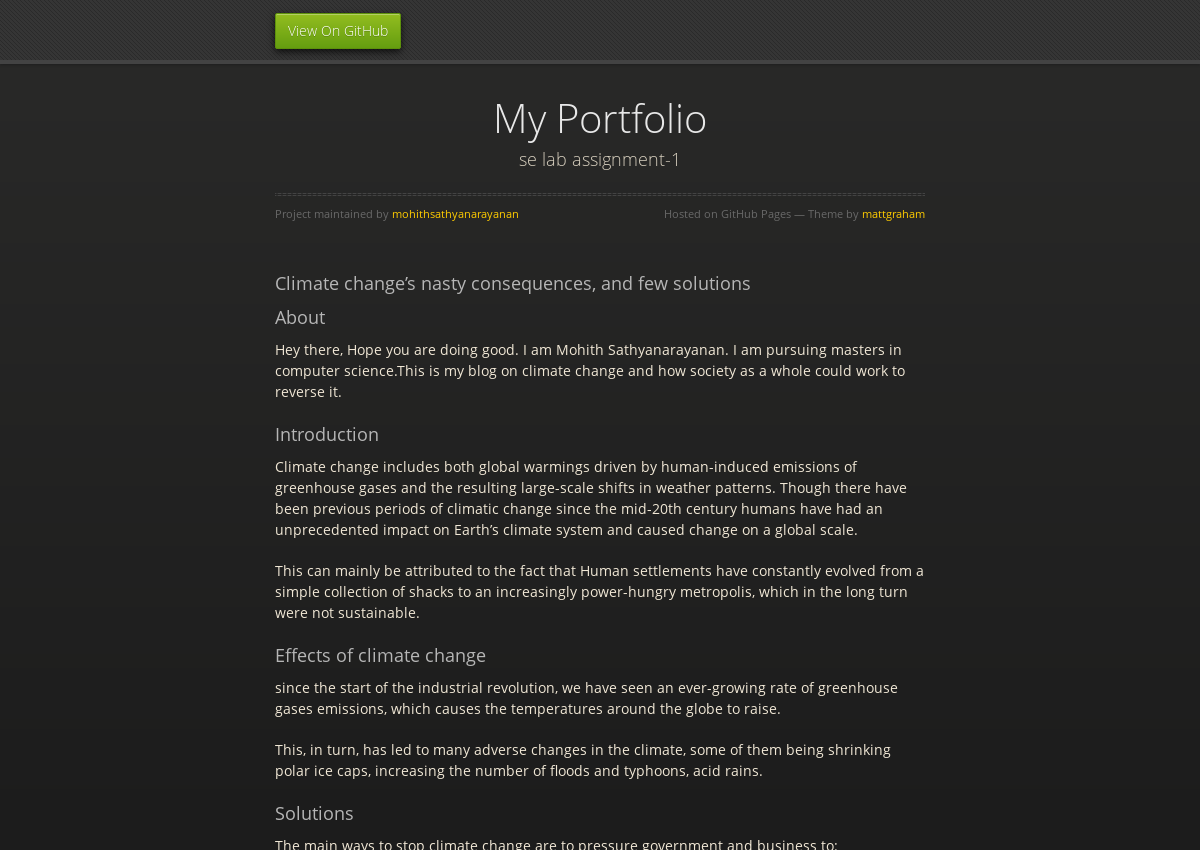 View On GitHub
My Portfolio
se lab assignment-1
Project maintained by mohithsathyanarayanan
Hosted on GitHub Pages — Theme by mattgraham
Climate change’s nasty consequences, and few solutions
About
Hey there, Hope you are doing good. I am Mohith Sathyanarayanan. I am pursuing masters in
computer science.This is my blog on climate change and how society as a whole could work to
reverse it.
Introduction
Climate change includes both global warmings driven by human-induced emissions of
greenhouse gases and the resulting large-scale shifts in weather patterns. Though there have
been previous periods of climatic change since the mid-20th century humans have had an
unprecedented impact on Earth’s climate system and caused change on a global scale.
This can mainly be attributed to the fact that Human settlements have constantly evolved from a
simple collection of shacks to an increasingly power-hungry metropolis, which in the long turn
were not sustainable.
Effects of climate change
since the start of the industrial revolution, we have seen an ever-growing rate of greenhouse
gases emissions, which causes the temperatures around the globe to raise.
This, in turn, has led to many adverse changes in the climate, some of them being shrinking
polar ice caps, increasing the number of floods and typhoons, acid rains.
Solutions
The main ways to stop climate change are to pressure government and business to: